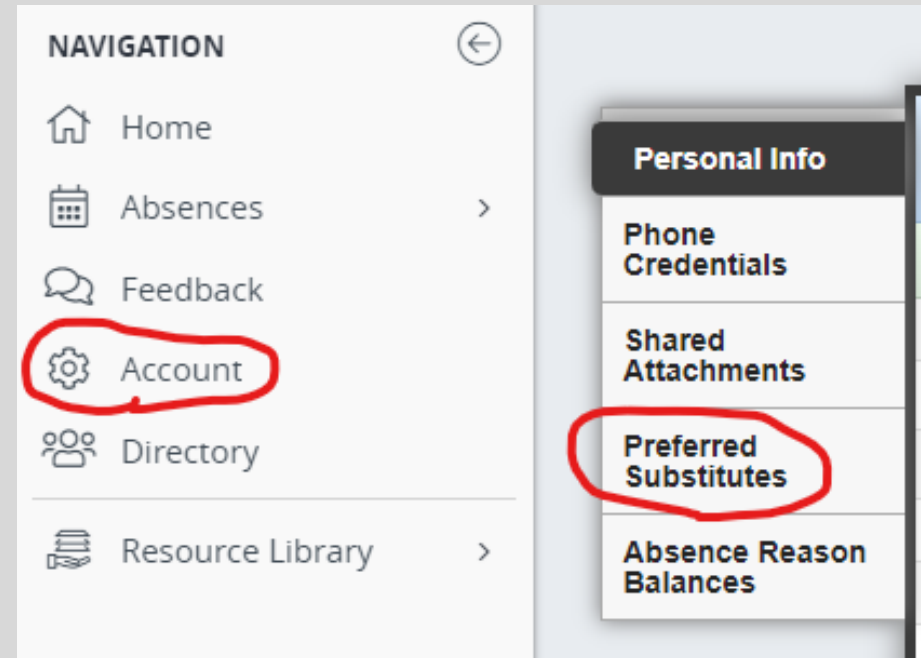 NAVIGATION
Home
Absences
Feedback
Account
Directory
Resource Library
Personal Info
Phone
Credentials
Shared
Attachments
Preferred
Substitutes
Absence Reason
Balances